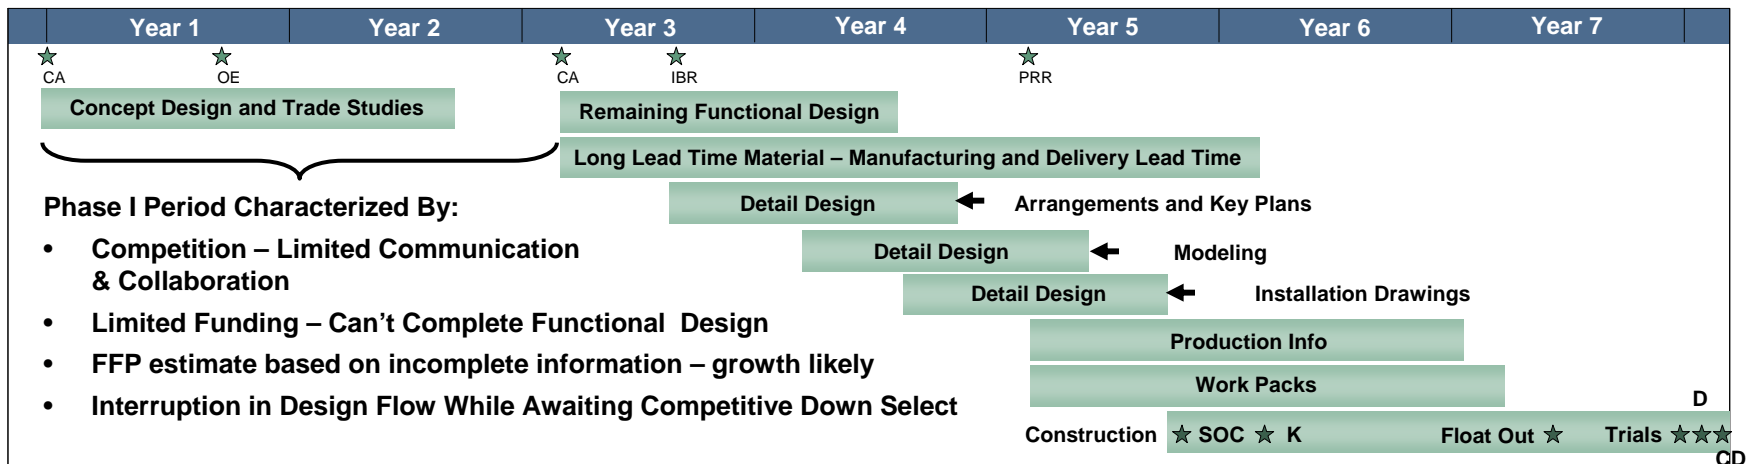 Year 1 Year 2 Year 3 Year 4 Year 5 Year 6 Year 7
CA OE CA IBR PRR
Concept Design and Trade Studies
Remaining Functional Design
Long Lead Time Material – Manufacturing and Delivery Lead Time
Detail Design Arrangements and Key Plans
Detail Design Modeling
Detail Design Installation Drawings
Production Info
Work Packs
Construction SOC K Float Out Trials
D
CD
Phase I Period Characterized By:
• Competition – Limited Communication
& Collaboration
• Limited Funding – Can't Complete Functional Design
• FFP estimate based on incomplete information – growth likely
• Interruption in Design Flow While Awaiting Competitive Down Select